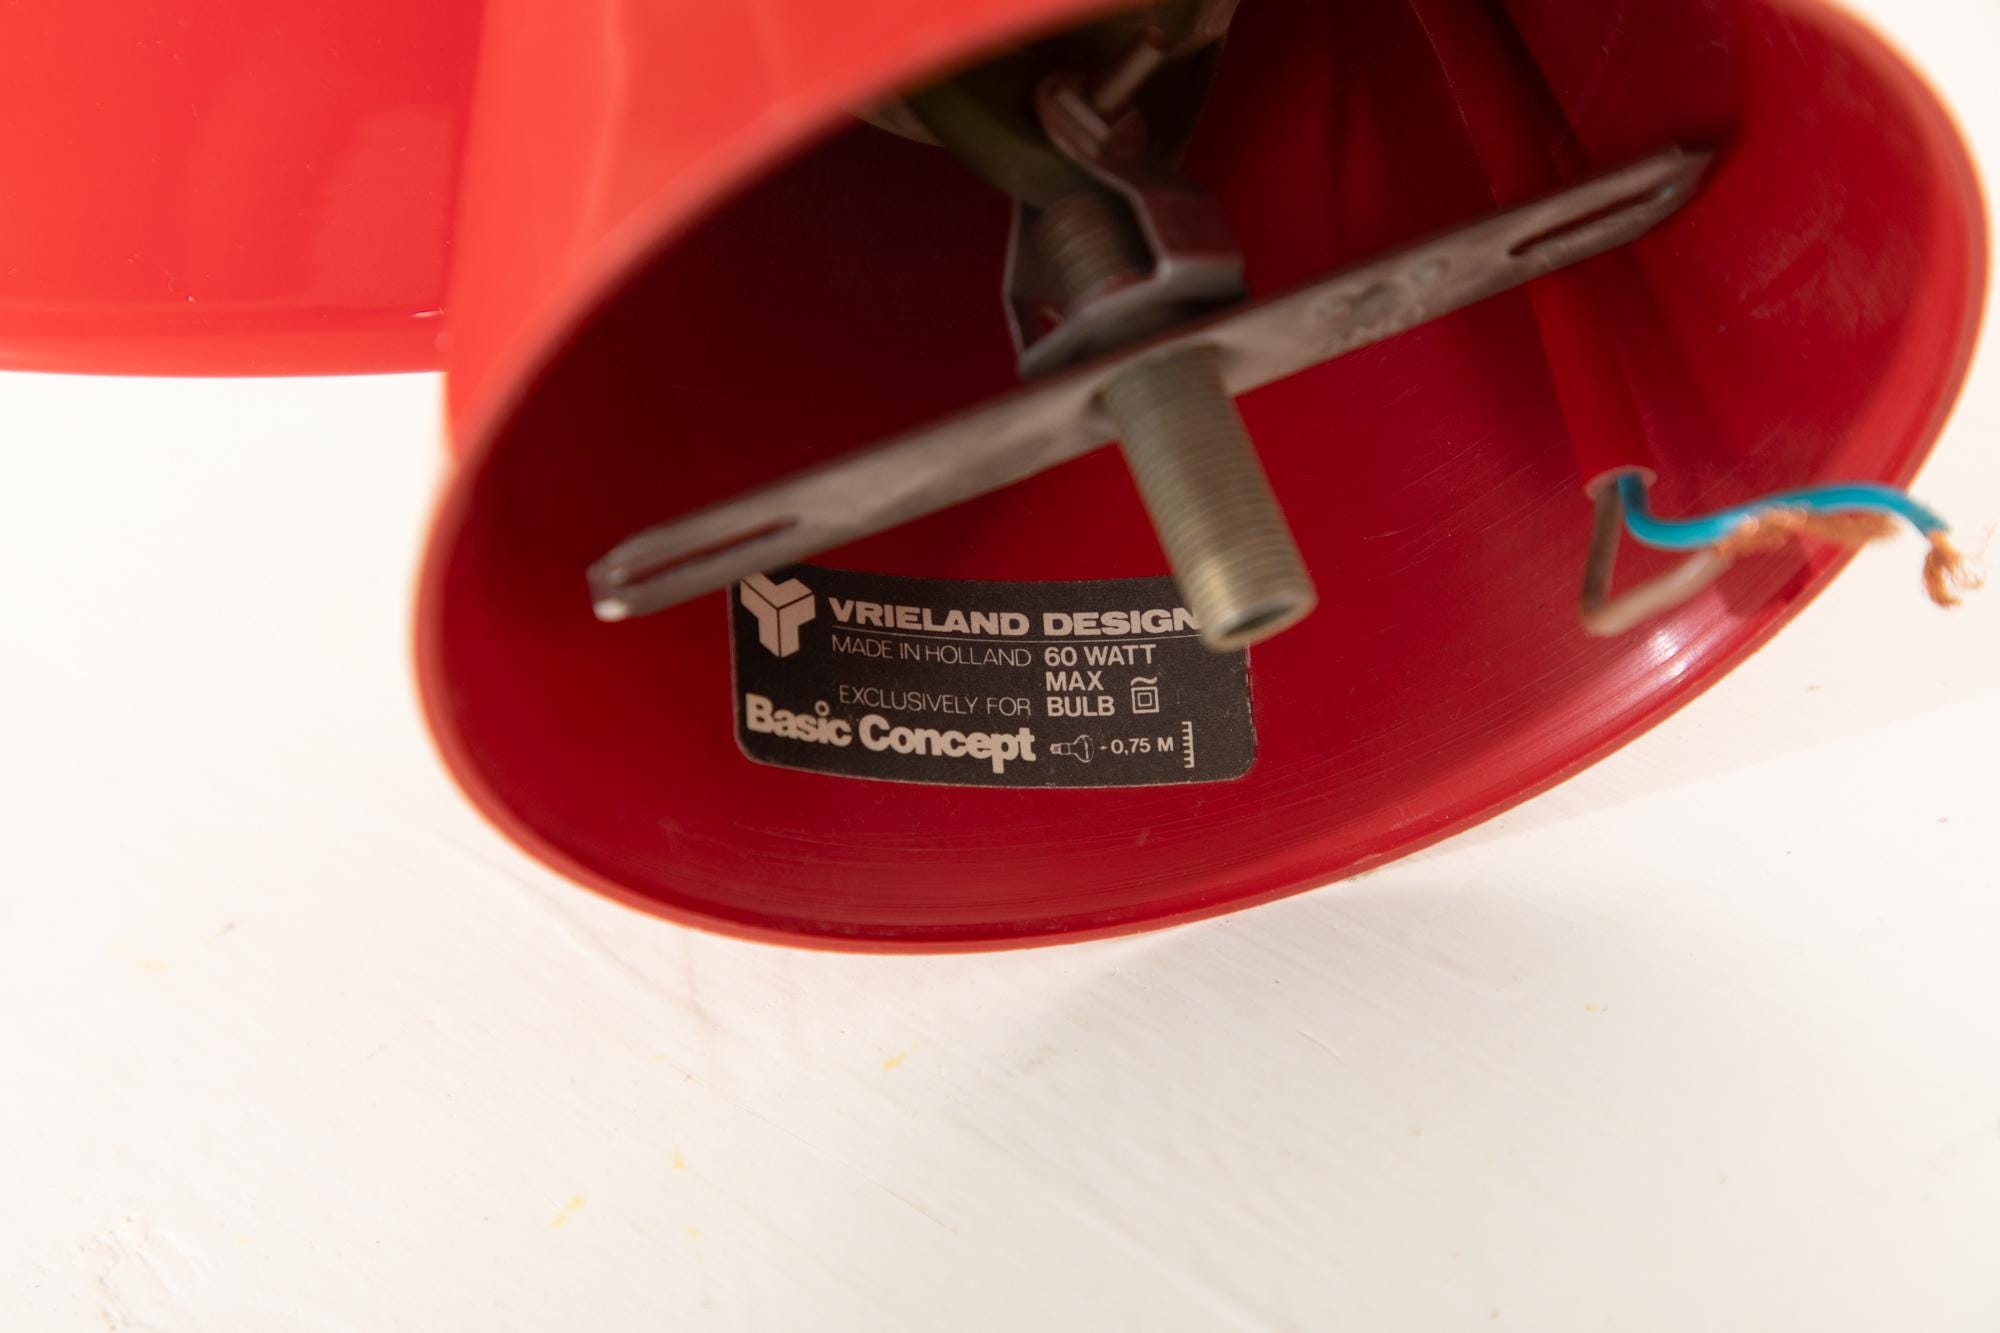 VRIELAND DESIGN
MADE IN HOLLAND 60 WATT
MAX
EXCLUSIVELY FOR BULB
Basic Concept - 0,75 M